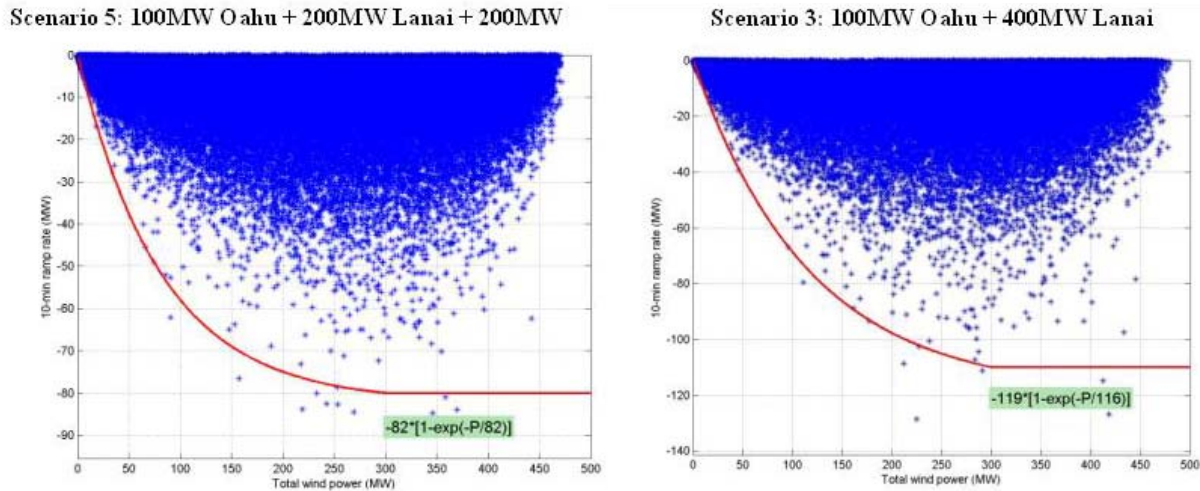 Scenario 5: 100MW Oahu + 200MW Lanai + 200MW
0
-10
-20
-30
-40
-50
-60
-70
-80
-90
10-min ramp rate (MW)
-82*[1-exp(-P/82)]
0 50 100 150 200 250 300 350 400 450 500
Total wind power (MW)
Scenario 3: 100MW Oahu + 400MW Lanai
0
-20
-40
-60
-80
-100
-120
-140
10-min ramp rate (MW)
-119*[1-exp(-P/116)]
0 50 100 150 200 250 300 350 400 450 500
Total wind power (MW)